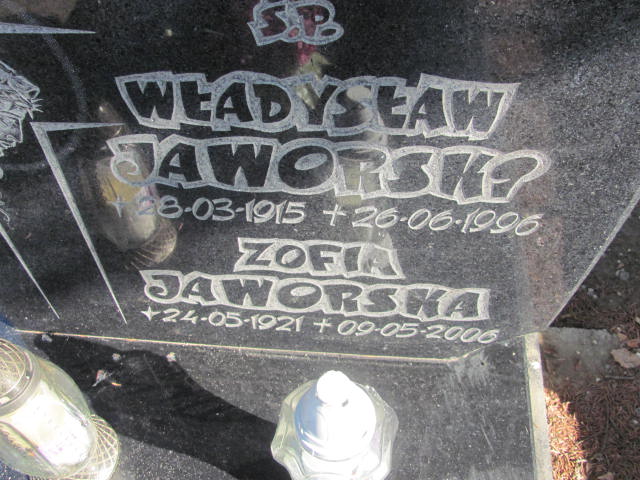 Ś.P.
WŁADYSŁAW
JAWORSKI
*28-03-1915 +26-06-1996
ZOFIA
JAWORSKA
*24-05-1921 +09-05-2006